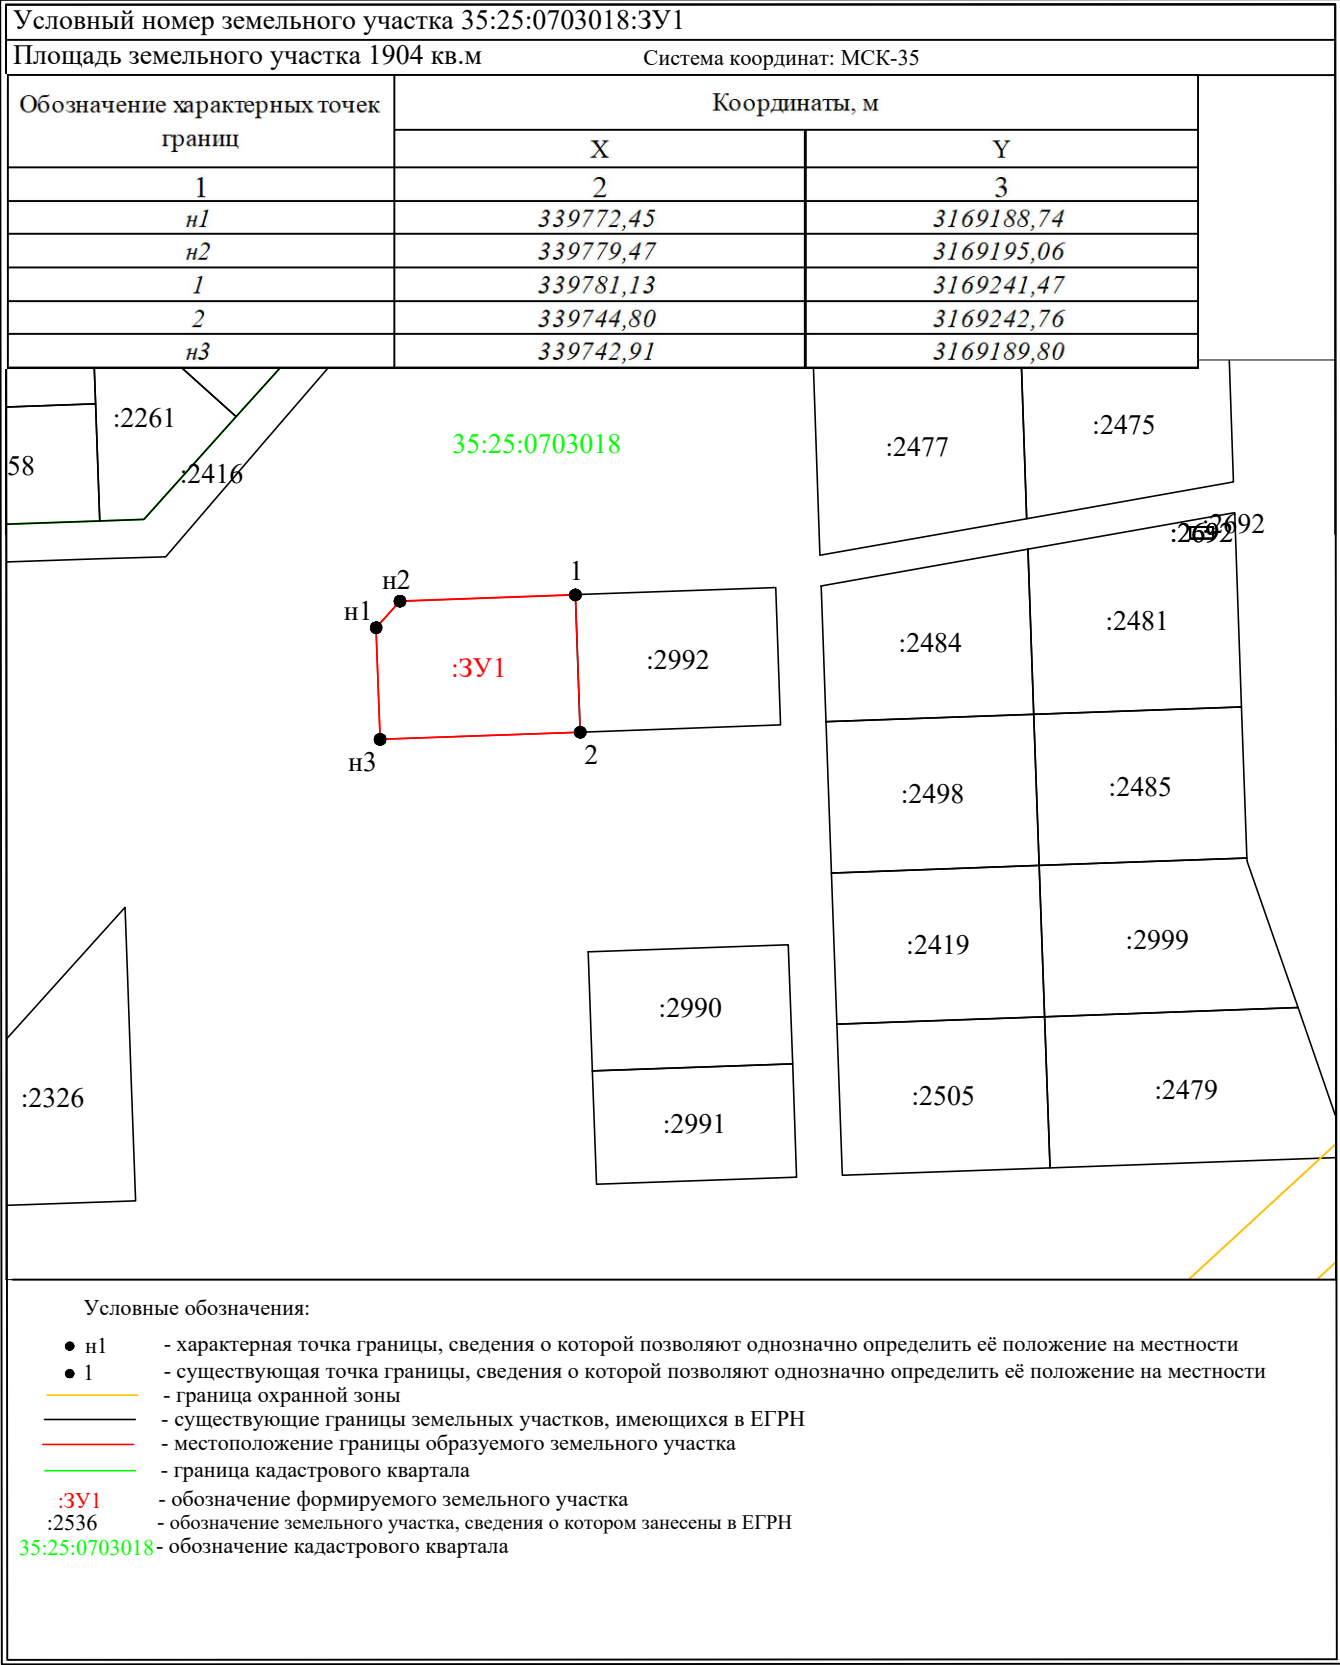 Условный номер земельного участка 35:25:0703018:ЗУ1
Площадь земельного участка 1904 кв.м Система координат: МСК-35
Обозначение характерных точек границ Координаты, м
X Y
1 2 3
н1 339772,45 3169188,74
н2 339779,47 3169195,06
1 339781,13 3169241,47
2 339744,80 3169242,76
н3 339742,91 3169189,80
:2261
58
:2416
35:25:0703018
:2477
:2475
:2692
:2692
н2
1
н1
:ЗУ1
:2992
н3
2
:2484
:2481
:2498
:2485
:2419
:2999
:2990
:2991
:2505
:2479
:2326
Условные обозначения:
н1 - характерная точка границы, сведения о которой позволяют однозначно определить её положение на местности
1 - существующая точка границы, сведения о которой позволяют однозначно определить её положение на местности
- граница охранной зоны
- существующие границы земельных участков, имеющихся в ЕГРН
- местоположение границы образуемого земельного участка
- граница кадастрового квартала
:ЗУ1 - обозначение формируемого земельного участка
:2536 - обозначение земельного участка, сведения о котором занесены в ЕГРН
35:25:0703018 - обозначение кадастрового квартала